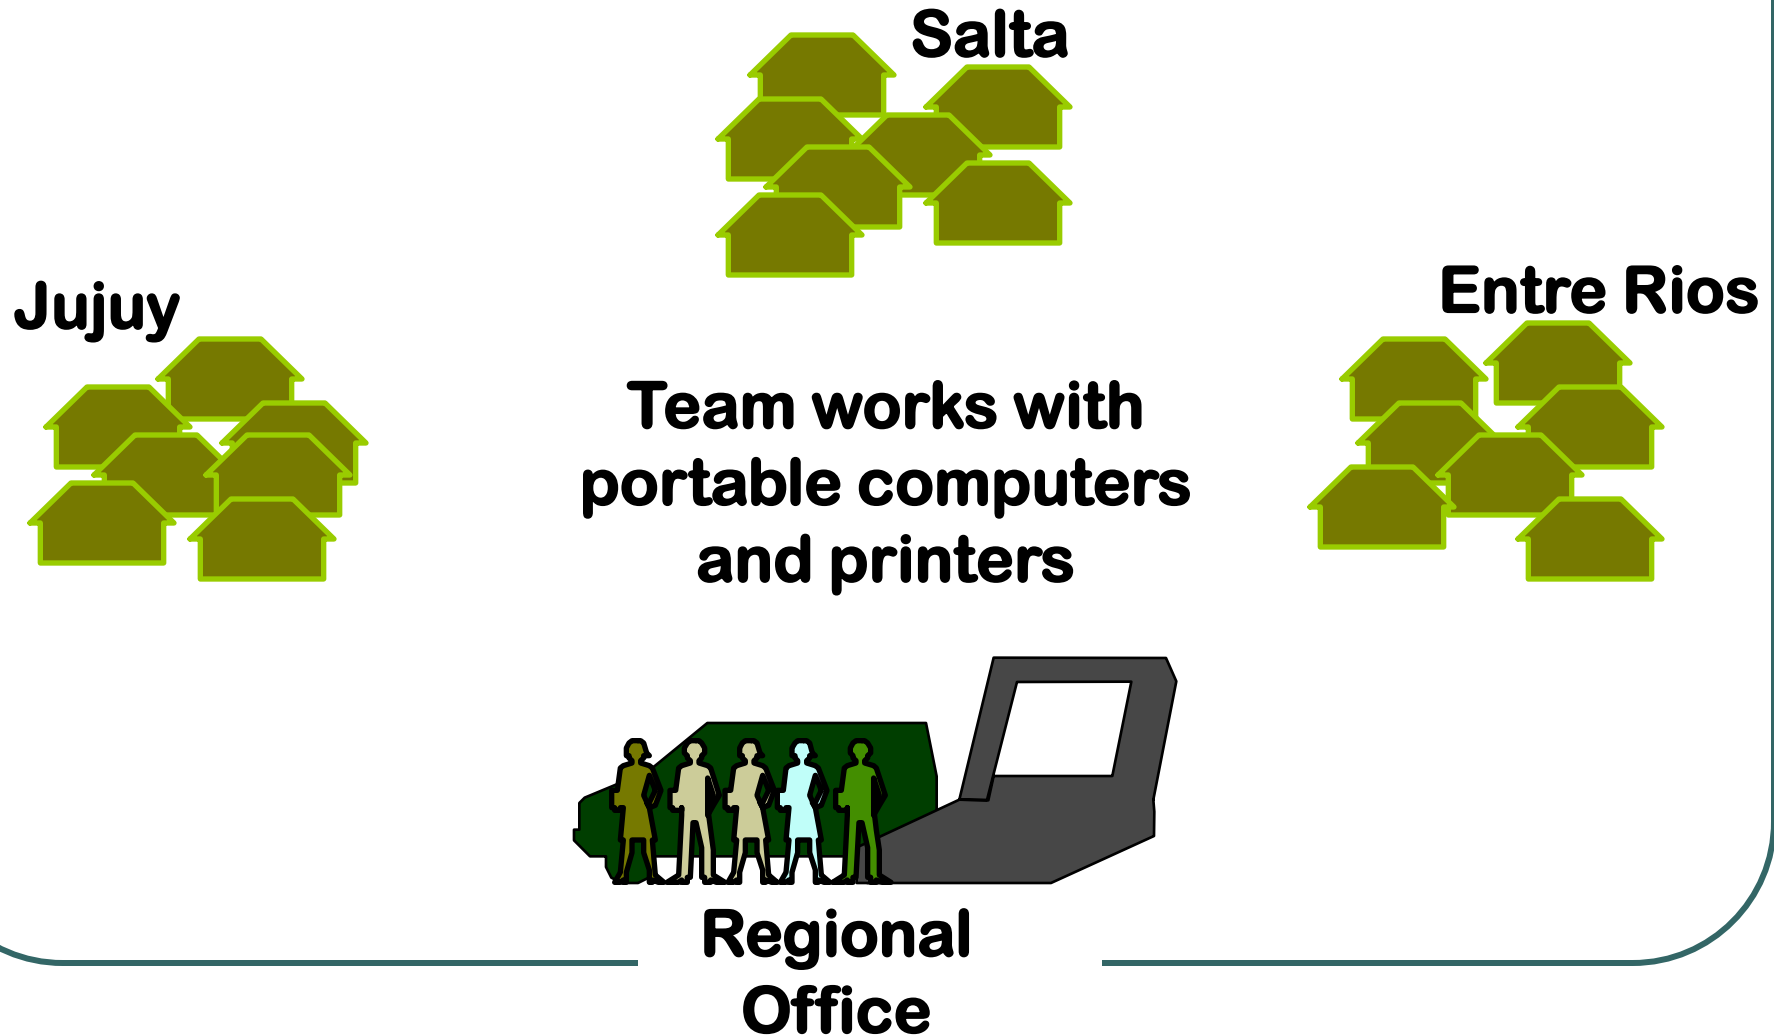 Salta
Jujuy
Entre Rios
Team works with
portable computers
and printers
Regional
Office